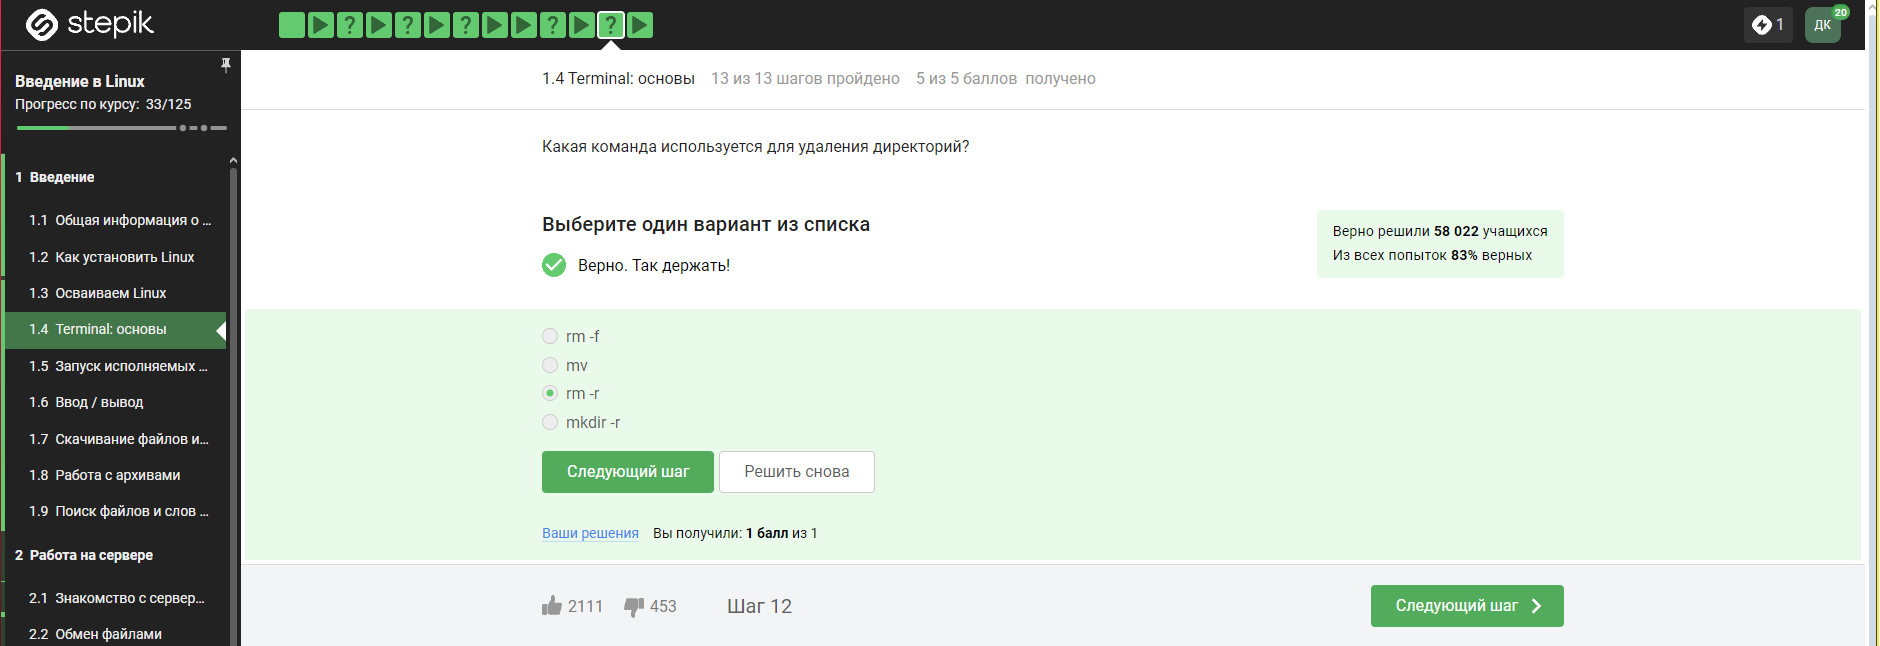 stepik
? ? ? ? ?
1
ДК
20
Введение в Linux
Прогресс по курсу: 33/125
1 Введение
1.1 Общая информация о ...
1.2 Как установить Linux
1.3 Осваиваем Linux
1.4 Terminal: основы
1.5 Запуск исполняемых ...
1.6 Ввод / вывод
1.7 Скачивание файлов и...
1.8 Работа с архивами
1.9 Поиск файлов и слов ...
2 Работа на сервере
2.1 Знакомство с сервер...
2.2 Обмен файлами
1.4 Terminal: основы 13 из 13 шагов пройдено 5 из 5 баллов получено
Какая команда используется для удаления директорий?
Выберите один вариант из списка
Верно. Так держать!
Верно решили 58 022 учащихся
Из всех попыток 83% верных
rm -f
mv
rm -r
mkdir -r
Следующий шаг
Решить снова
Ваши решения Вы получили: 1 балл из 1
2111 453 Шаг 12
Следующий шаг